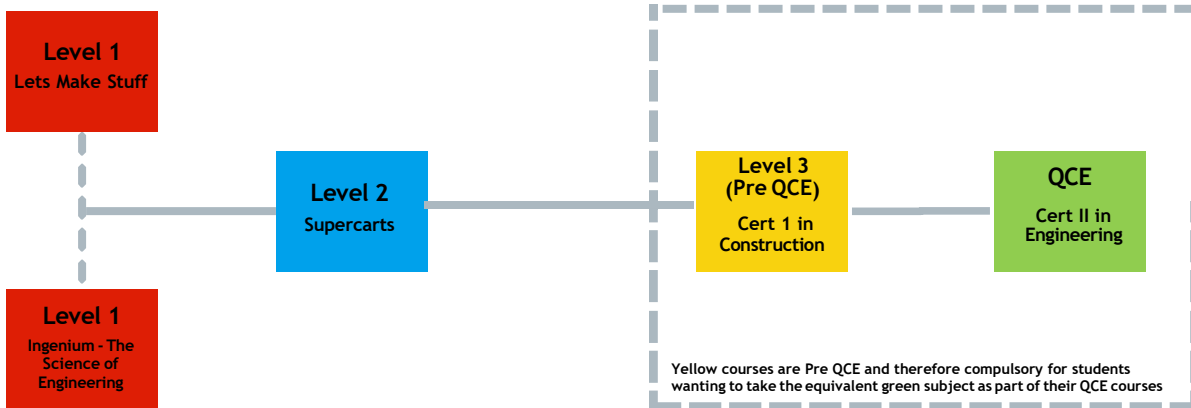 Level 1
Lets Make Stuff
Level 2
Supercarts
Level 3
(Pre QCE)
Cert 1 in
Construction
QCE
Cert II in
Engineering
Level 1
Ingenium - The
Science of
Engineering
Yellow courses are Pre QCE and therefore compulsory for students
wanting to take the equivalent green subject as part of their QCE courses